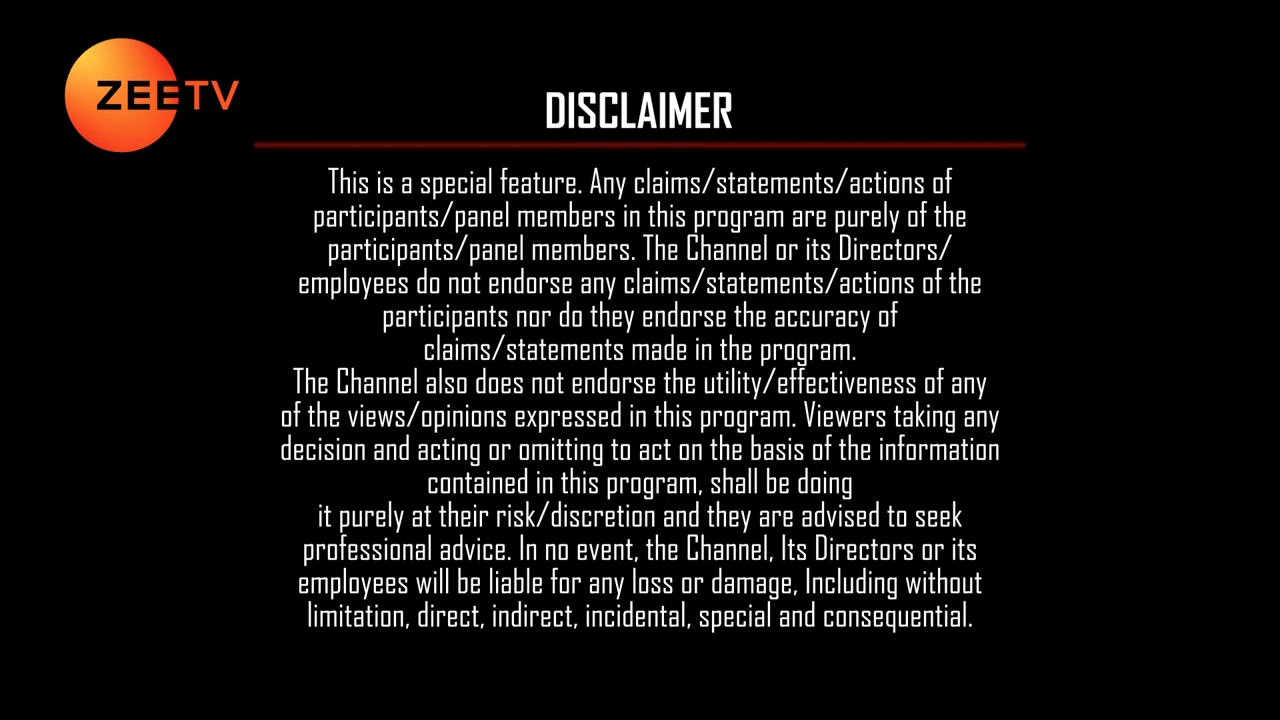 ZEETV
DISCLAIMER
This is a special feature. Any claims/statements/actions of
participants/panel members in this program are purely of the
participants/panel members. The Channel or its Directors/
employees do not endorse any claims/statements/actions of the
participants nor do they endorse the accuracy of
claims/statements made in the program.
The Channel also does not endorse the utility/effectiveness of any
of the views/opinions expressed in this program. Viewers taking any
decision and acting or omitting to act on the basis of the information
contained in this program, shall be doing
it purely at their risk/discretion and they are advised to seek
professional advice. In no event, the Channel, Its Directors or its
employees will be liable for any loss or damage, Including without
limitation, direct, indirect, incidental, special and consequential.